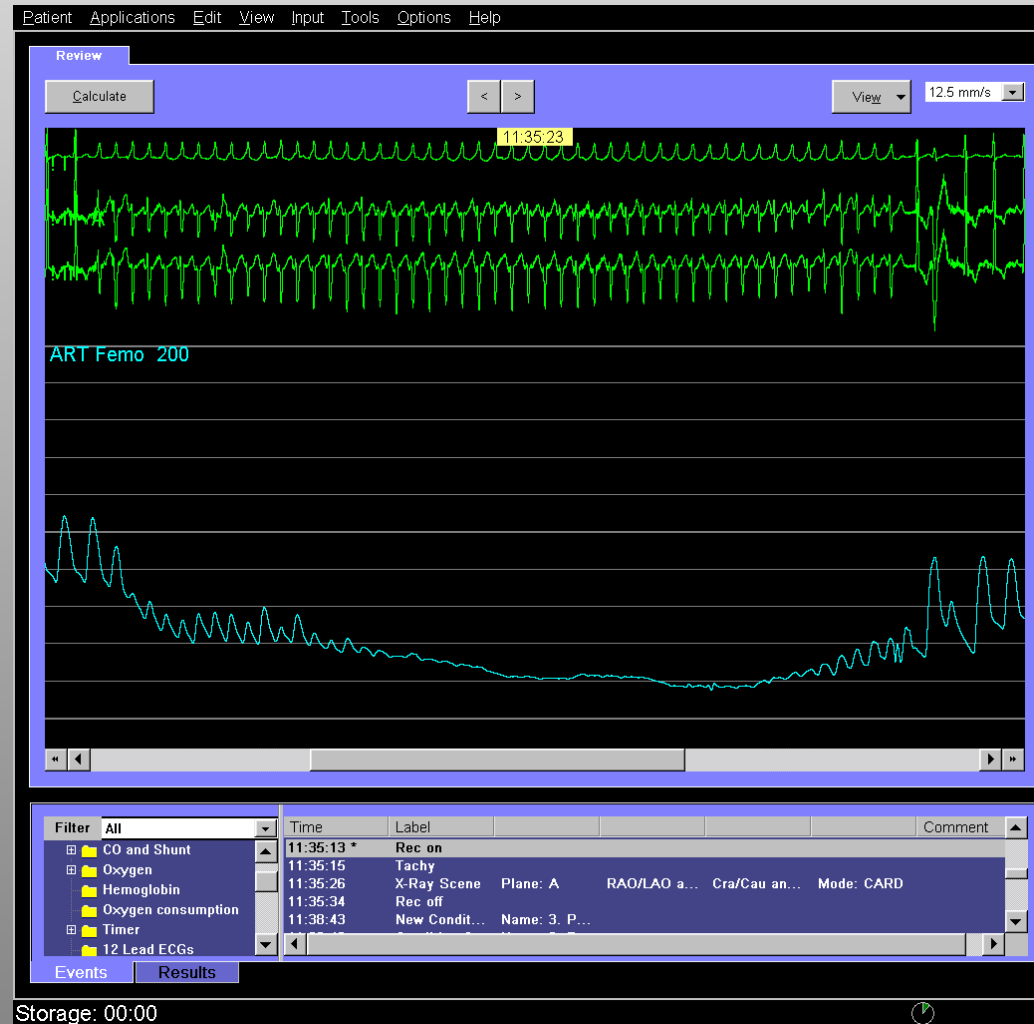 Patient Applications Edit View Input Tools Options Help
Review
Calculate < > View 12.5 mm/s
11:35:23
ART Femo 200
Filter All
CO and Shunt
Oxygen
Hemoglobin
Oxygen consumption
Timer
12 Lead ECGs
Time Label Comment
11:35:13 * Rec on
11:35:15 Tachy
11:35:26 X-Ray Scene Plane: A RAO/LAO a... Cra/Cau an... Mode: CARD
11:35:34 Rec off
11:38:43 New Condit... Name: 3. P...
Events Results
Storage: 00:00